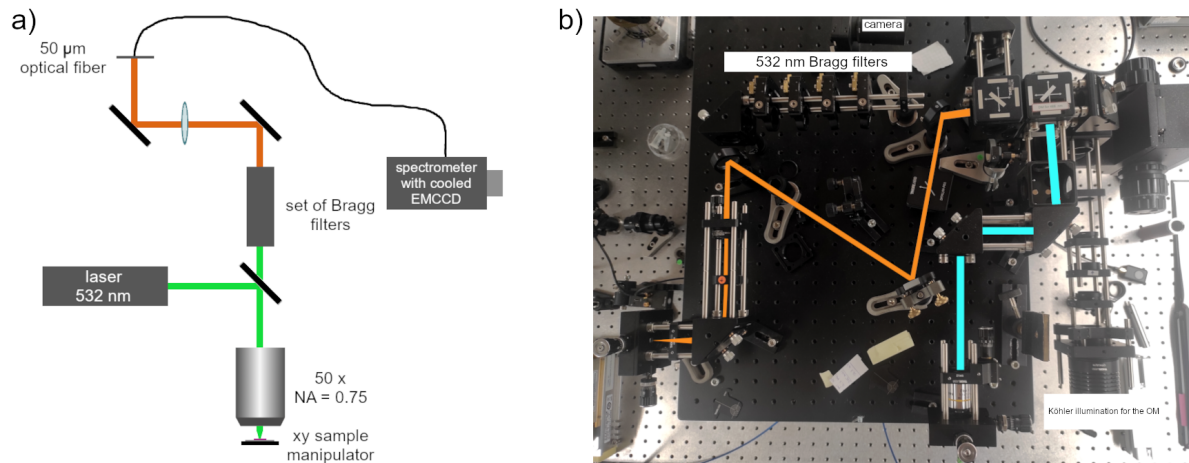 a)
50 µm
optical fiber
spectrometer
with cooled
EMCCD
set of Bragg
filters
laser
532 nm
50 x
NA = 0.75
xy sample
manipulator
b)
camera
532 nm Bragg filters
Köhler illumination for the OM